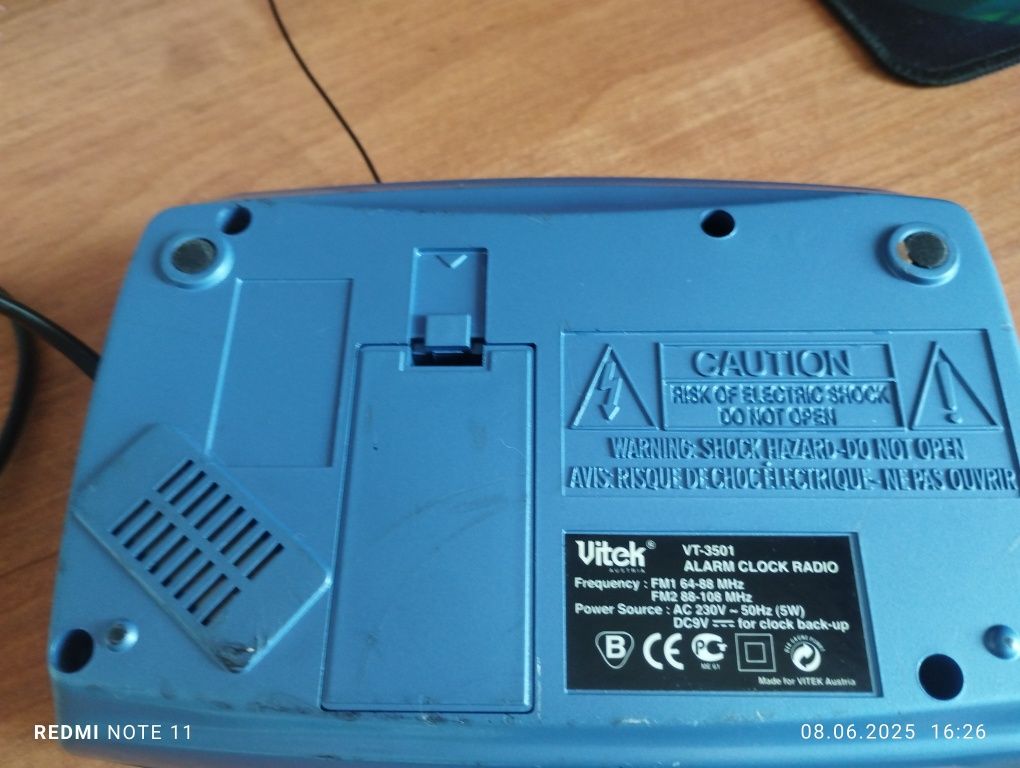 CAUTION
RISK OF ELECTRIC SHOCK
DO NOT OPEN
WARNING: SHOCK HAZARD-DO NOT OPEN
AVIS: RISQUE DE CHOC ÉLECTRIQUE- NE PAS OUVRIR
Vitek®
AUSTRIA
VT-3501
ALARM CLOCK RADIO
Frequency : FM1 64-88 MHz
FM2 88-108 MHz
Power Source : AC 230V ~ 50Hz (5W)
DC9V for clock back-up
B CE PC
ME 61
Made for VITEK Austria
REDMI NOTE 11
08.06.2025 16:26